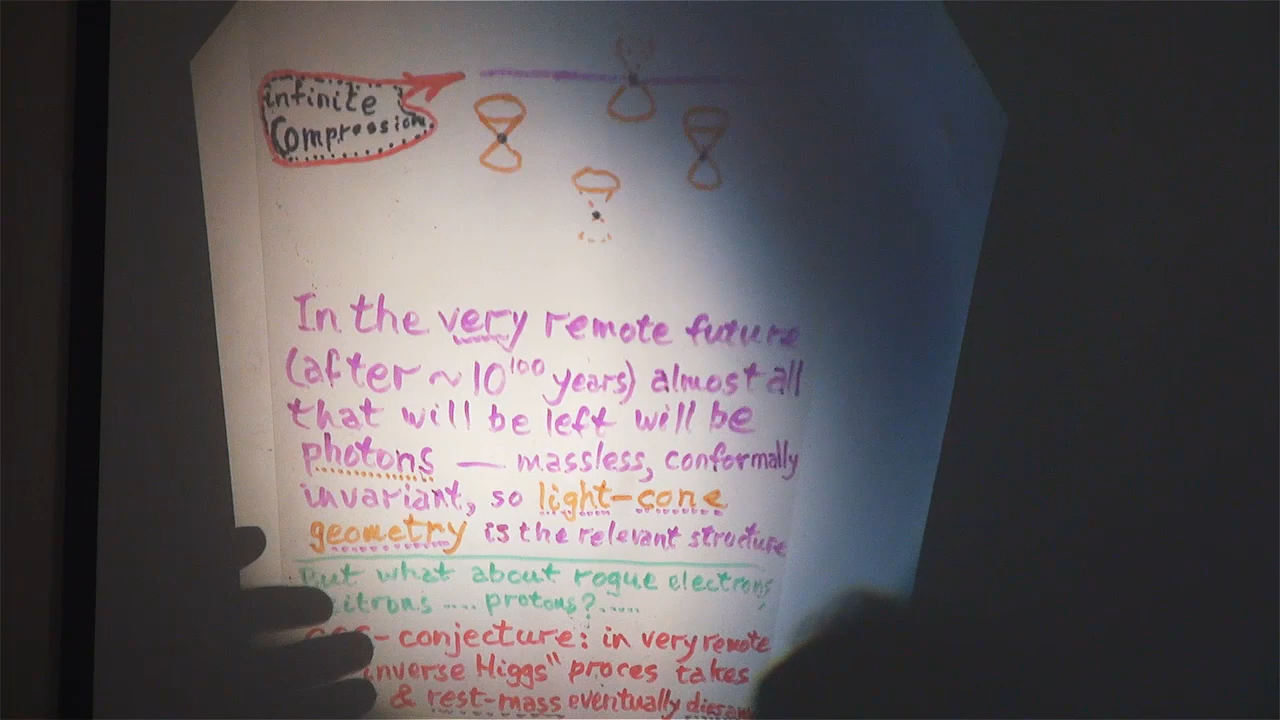 infinite
Compression
In the very remote future
(after ~10¹⁰⁰ years) almost all
that will be left will be
photons — massless, conformally
invariant, so light-cone
geometry is the relevant structure
But what about rogue electrons,
protons?.....
-conjecture: in very remote
inverse Higgs" proces takes
& rest-mass eventually